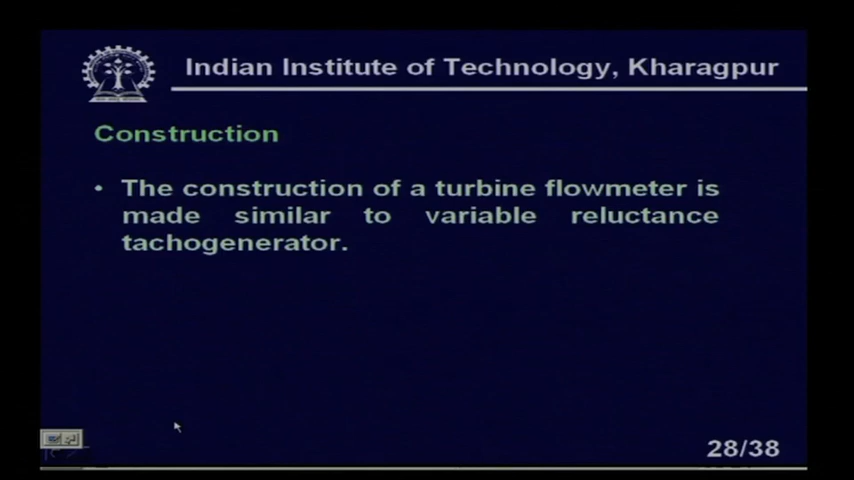 Indian Institute of Technology, Kharagpur
Construction
• The construction of a turbine flowmeter is
made similar to variable reluctance
tachogenerator.
28/38